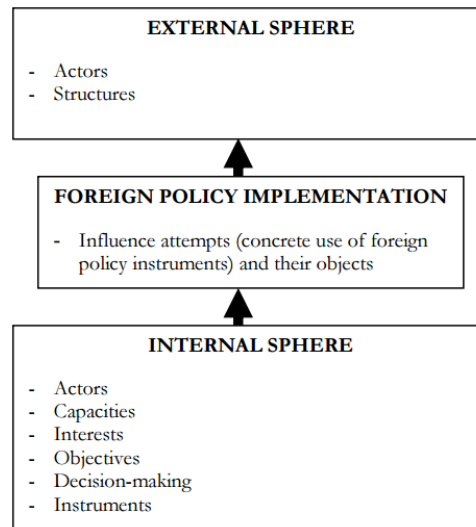 EXTERNAL SPHERE
- Actors
- Structures
FOREIGN POLICY IMPLEMENTATION
- Influence attempts (concrete use of foreign
policy instruments) and their objects
INTERNAL SPHERE
- Actors
- Capacities
- Interests
- Objectives
- Decision-making
- Instruments